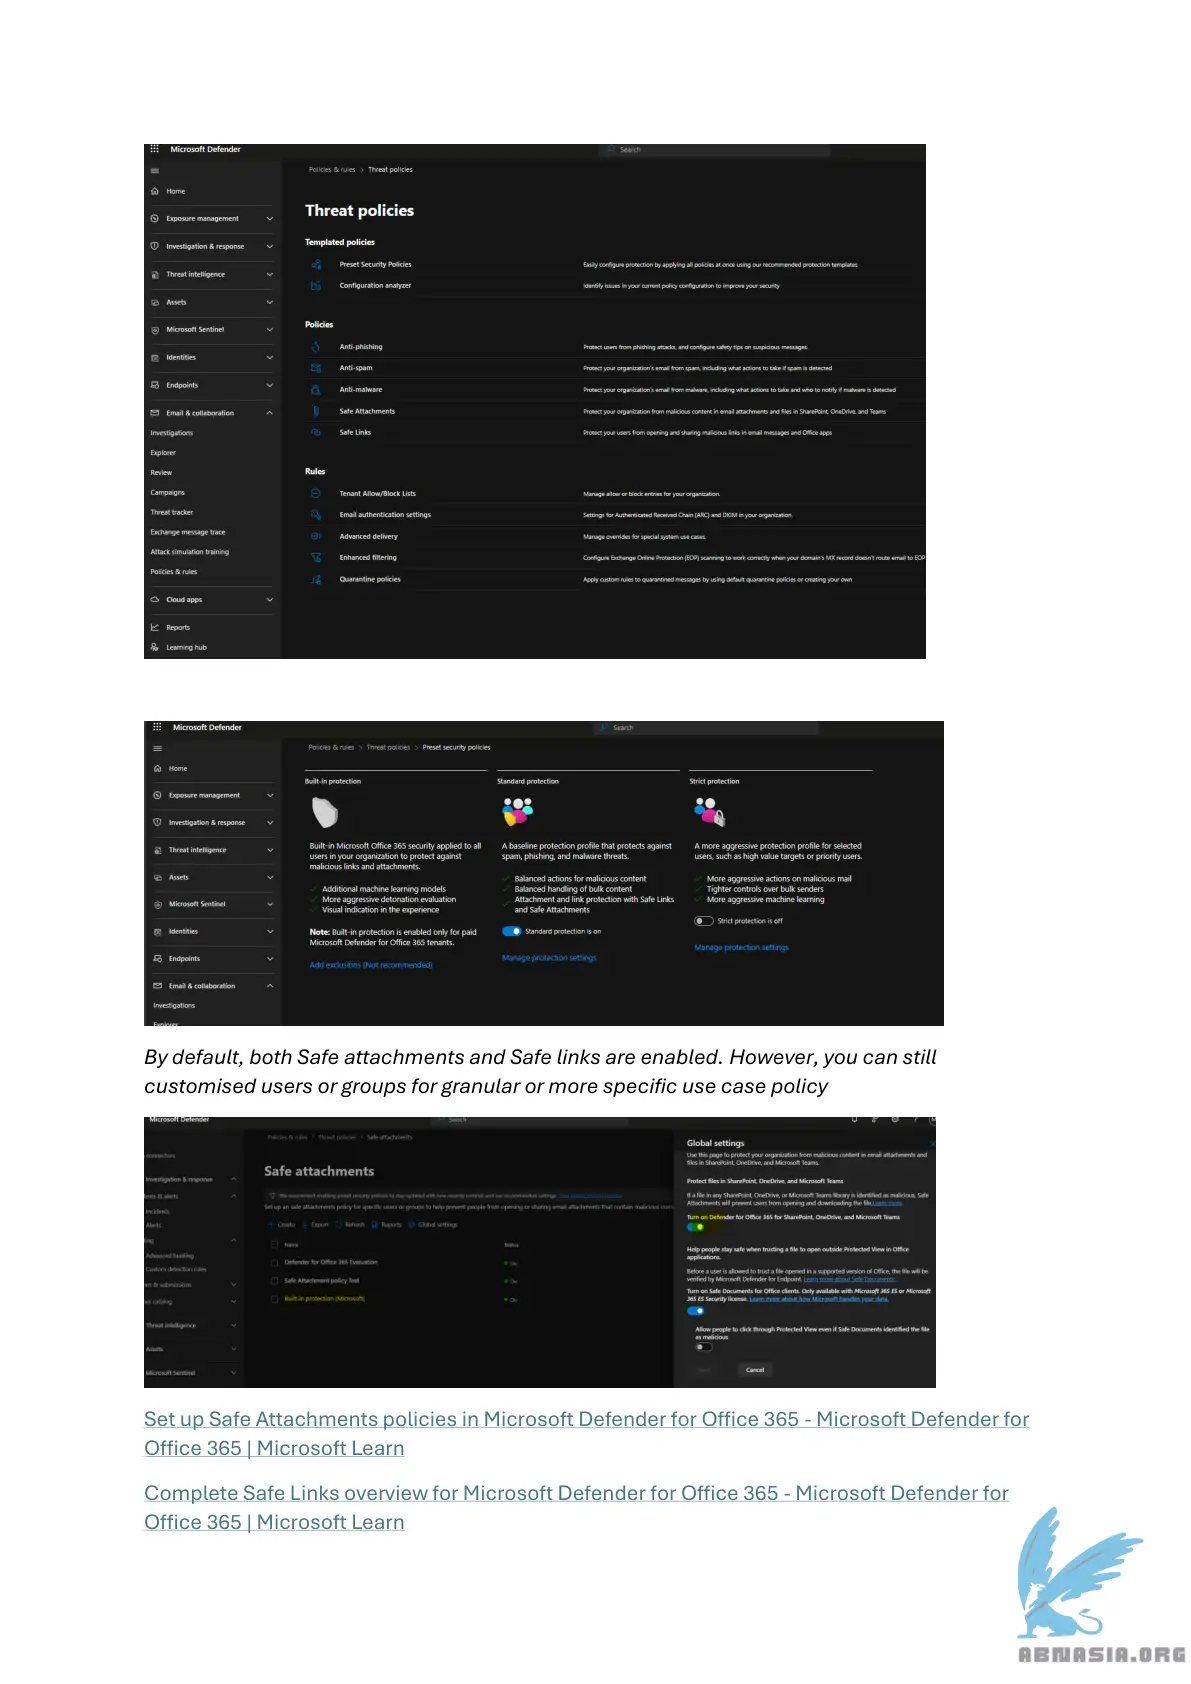 Microsoft Defender
Search
Policies & rules > Threat policies
Home
Exposure management
Investigation & response
Threat intelligence
Assets
Microsoft Sentinel
Identities
Endpoints
Email & collaboration
Investigations
Explorer
Review
Campaigns
Threat tracker
Exchange message trace
Attack simulation training
Policies & rules
Cloud apps
Reports
Learning hub
Threat policies
Templated policies
Preset Security Policies Easily configure protection by applying all policies at once using our recommended protection templates
Configuration analyzer Identify issues in your current policy configuration to improve your security
Policies
Anti-phishing Protect users from phishing attacks, and configure safety tips on suspicious messages.
Anti-spam Protect your organization's email from spam, including what actions to take if spam is detected
Anti-malware Protect your organization's email from malware, including what actions to take and who to notify if malware is detected
Safe Attachments Protect your organization from malicious content in email attachments and files in SharePoint, OneDrive, and Teams
Safe Links Protect your users from opening and sharing malicious links in email messages and Office apps
Rules
Tenant Allow/Block Lists Manage allow or block entries for your organization.
Email authentication settings Settings for Authenticated Received Chain (ARC) and DKIM in your organization.
Advanced delivery Manage overrides for special system use cases.
Enhanced filtering Configure Exchange Online Protection (EOP) scanning to work correctly when your domain's MX record doesn't route email to EOP
Quarantine policies Apply custom rules to quarantined messages by using default quarantine policies or creating your own
Microsoft Defender
Search
Policies & rules > Threat policies > Preset security policies
Home
Exposure management
Investigation & response
Threat intelligence
Assets
Microsoft Sentinel
Identities
Endpoints
Email & collaboration
Investigations
Explorer
Built-in protection
Built-in Microsoft Office 365 security applied to all
users in your organization to protect against
malicious links and attachments.
Additional machine learning models
More aggressive detonation evaluation
Visual indication in the experience
Note: Built-in protection is enabled only for paid
Microsoft Defender for Office 365 tenants.
Add exclusions (Not recommended)
Standard protection
A baseline protection profile that protects against
spam, phishing, and malware threats.
Balanced actions for malicious content
Balanced handling of bulk content
Attachment and link protection with Safe Links
and Safe Attachments
Standard protection is on
Manage protection settings
Strict protection
A more aggressive protection profile for selected
users, such as high value targets or priority users.
More aggressive actions on malicious mail
Tighter controls over bulk senders
More aggressive machine learning
Strict protection is off
Manage protection settings
By default, both Safe attachments and Safe links are enabled. However, you can still
customised users or groups for granular or more specific use case policy
Microsoft Defender
Search
Policies & rules > Threat policies > Safe attachments
connectors
Investigation & response
Incidents
Alerts
Advanced hunting
Custom detection rules
Threat intelligence
Assets
Microsoft Sentinel
Safe attachments
Set up an safe attachments policy for specific users or groups to help prevent people from opening or sharing email attachments that contain malicious
Create Export Refresh Reports Global settings
Name Status
Defender for Office 365 Evaluation On
Safe Attachment policy Test On
Built-in protection (Microsoft) On
Global settings
Use this page to protect your organization from malicious content in email attachments and
files in SharePoint, OneDrive, and Microsoft Teams.
Protect files in SharePoint, OneDrive, and Microsoft Teams
If a file in any SharePoint, OneDrive, or Microsoft Teams library is identified as malicious, Safe
Attachments will prevent users from opening and downloading the file. Learn more
Turn on Defender for Office 365 for SharePoint, OneDrive, and Microsoft Teams
Help people stay safe when trusting a file to open outside Protected View in Office
applications.
Before a user is allowed to trust a file opened in a supported version of Office, the file will be
verified by Microsoft Defender for Endpoint. Learn more about Safe Documents.
Turn on Safe Documents for Office clients. Only available with Microsoft 365 E5 or Microsoft
365 E5 Security license. Learn more about how Microsoft handles your data.
Allow people to click through Protected View even if Safe Documents identified the file
as malicious
Cancel
Set up Safe Attachments policies in Microsoft Defender for Office 365 - Microsoft Defender for
Office 365 | Microsoft Learn
Complete Safe Links overview for Microsoft Defender for Office 365 - Microsoft Defender for
Office 365 | Microsoft Learn
ABNASIA.ORG